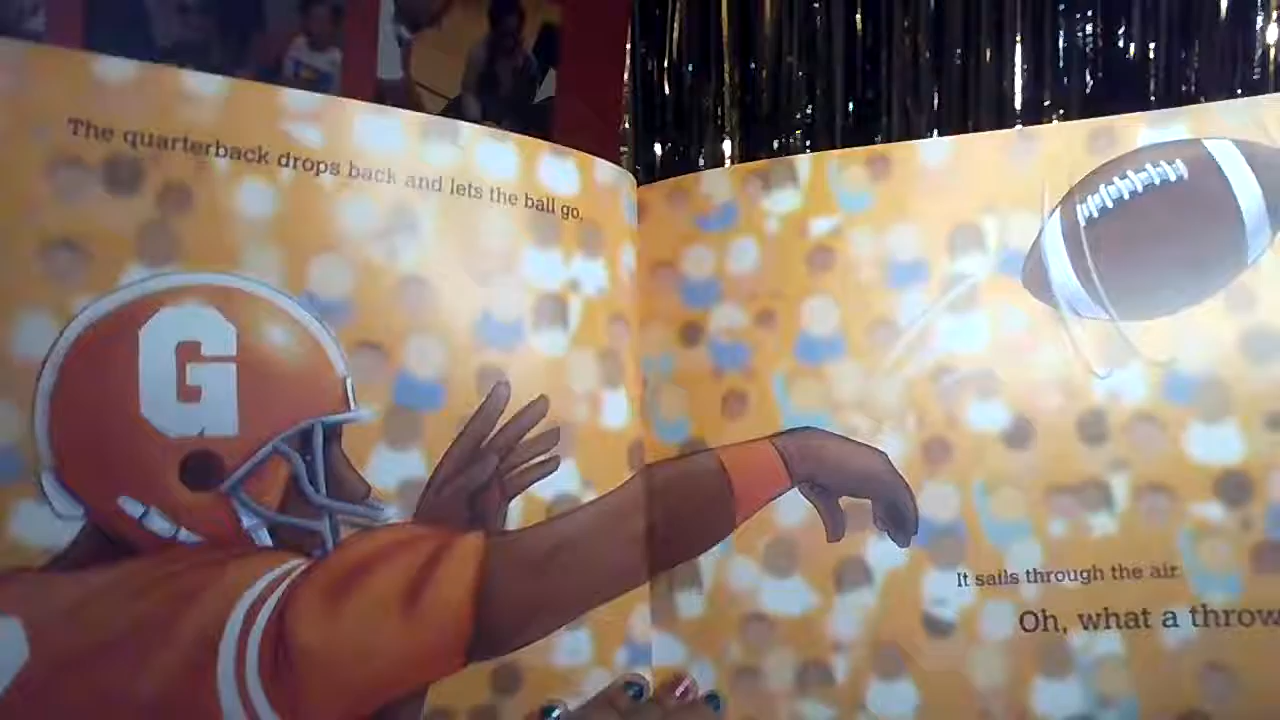 The quarterback drops back and lets the ball go.
G
It sails through the air.
Oh, what a throw